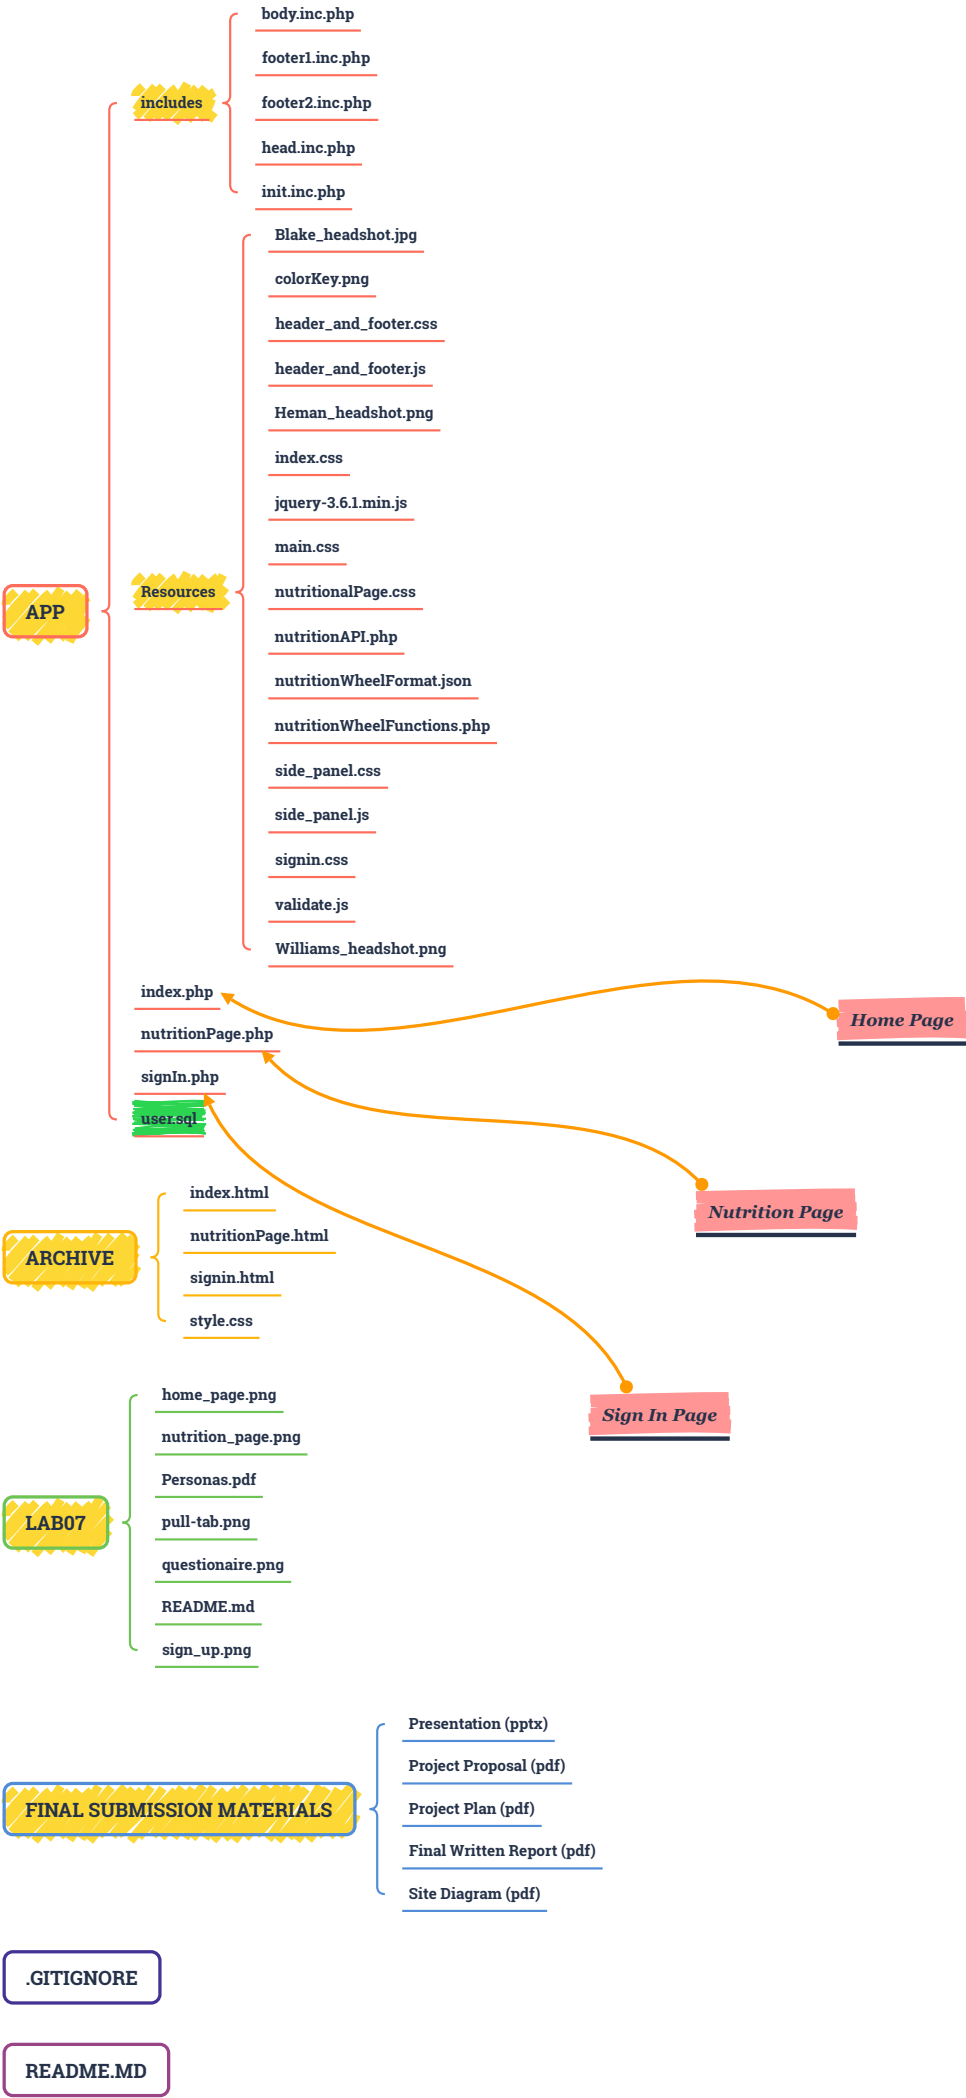 body.inc.php
footer1.inc.php
includes
footer2.inc.php
head.inc.php
init.inc.php
Blake_headshot.jpg
colorKey.png
header_and_footer.css
header_and_footer.js
Heman_headshot.png
index.css
jquery-3.6.1.min.js
main.css
Resources
nutritionalPage.css
APP
nutritionAPI.php
nutritionWheelFormat.json
nutritionWheelFunctions.php
side_panel.css
side_panel.js
signin.css
validate.js
Williams_headshot.png
index.php
Home Page
nutritionPage.php
signIn.php
user.sql
Nutrition Page
index.html
nutritionPage.html
ARCHIVE
signin.html
style.css
Sign In Page
home_page.png
nutrition_page.png
Personas.pdf
LAB07
pull-tab.png
questionaire.png
README.md
sign_up.png
Presentation (pptx)
Project Proposal (pdf)
FINAL SUBMISSION MATERIALS
Project Plan (pdf)
Final Written Report (pdf)
Site Diagram (pdf)
.GITIGNORE
README.MD